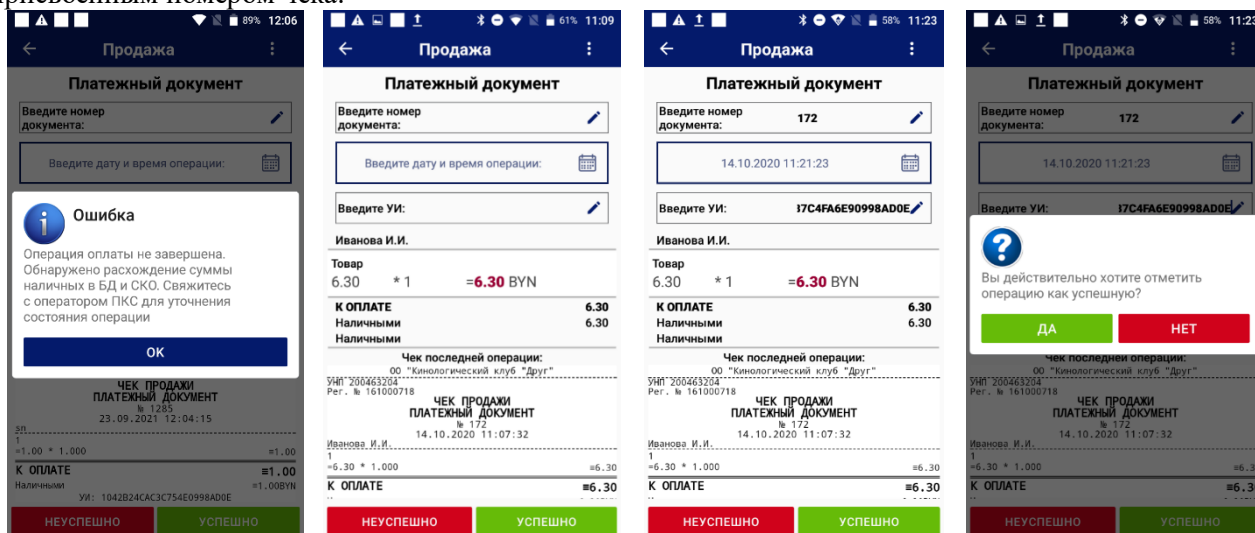 присвоенным номером чека.
89% 12:06
Продажа
Платежный документ
Введите номер
документа:
Введите дату и время операции:
Ошибка
Операция оплаты не завершена.
Обнаружено расхождение суммы
наличных в БД и СКО. Свяжитесь
с оператором ПКС для уточнения
состояния операции
ОК
ЧЕК ПРОДАЖИ
ПЛАТЕЖНЫЙ ДОКУМЕНТ
№ 1285
23.09.2021 12:04:15
зп
1
=1.00 * 1.000 =1.00
К ОПЛАТЕ =1.00
Наличными =1.00BYN
УИ: 1042B24CAC3C754E0998AD0E
НЕУСПЕШНО УСПЕШНО
61% 11:09
Продажа
Платежный документ
Введите номер
документа:
Введите дату и время операции:
Введите УИ:
Иванова И.И.
Товар
6.30 * 1 =6.30 BYN
К ОПЛАТЕ 6.30
Наличными 6.30
Наличными
Чек последней операции:
ОО "Кинологический клуб "Друг"
УНП 200463204
Рег. № 161000718
ЧЕК ПРОДАЖИ
ПЛАТЕЖНЫЙ ДОКУМЕНТ
№ 172
14.10.2020 11:07:32
Иванова И.И.
1
=6.30 * 1.000 =6.30
К ОПЛАТЕ =6.30
НЕУСПЕШНО УСПЕШНО
58% 11:23
Продажа
Платежный документ
Введите номер
документа: 172
14.10.2020 11:21:23
Введите УИ: 37C4FA6E90998AD0E
Иванова И.И.
Товар
6.30 * 1 =6.30 BYN
К ОПЛАТЕ 6.30
Наличными 6.30
Наличными
Чек последней операции:
ОО "Кинологический клуб "Друг"
УНП 200463204
Рег. № 161000718
ЧЕК ПРОДАЖИ
ПЛАТЕЖНЫЙ ДОКУМЕНТ
№ 172
14.10.2020 11:07:32
Иванова И.И.
1
=6.30 * 1.000 =6.30
К ОПЛАТЕ =6.30
НЕУСПЕШНО УСПЕШНО
58% 11:23
Продажа
Платежный документ
Введите номер
документа: 172
14.10.2020 11:21:23
Введите УИ: 37C4FA6E90998AD0E
Вы действительно хотите отметить
операцию как успешную?
ДА НЕТ
Чек последней операции:
ОО "Кинологический клуб "Друг"
УНП 200463204
Рег. № 161000718
ЧЕК ПРОДАЖИ
ПЛАТЕЖНЫЙ ДОКУМЕНТ
№ 172
14.10.2020 11:07:32
Иванова И.И.
1
=6.30 * 1.000 =6.3
К ОПЛАТЕ =6.3
НЕУСПЕШНО УСПЕШНО